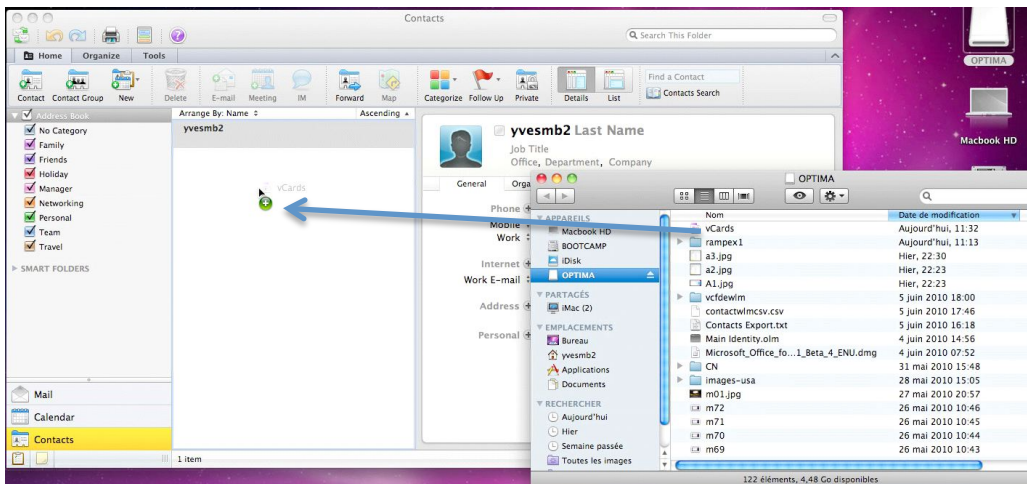 Contacts
Search This Folder
Home Organize Tools
Contact Contact Group New Delete E-mail Meeting IM Forward Map Categorize Follow Up Private Details List
Find a Contact
Contacts Search
OPTIMA
Macbook HD
Address Book
No Category
Family
Friends
Holiday
Manager
Networking
Personal
Team
Travel
SMART FOLDERS
Mail
Calendar
Contacts
Arrange By: Name Ascending
yvesmb2
vCards
1 item
yvesmb2 Last Name
Job Title
Office, Department, Company
General Orga
Phone
Mobile
Work
Internet
Work E-mail
Address
Personal
OPTIMA
APPAREILS
Macbook HD
BOOTCAMP
iDisk
OPTIMA
PARTAGÉS
iMac (2)
EMPLACEMENTS
Bureau
yvesmb2
Applications
Documents
RECHERCHER
Aujourd'hui
Hier
Semaine passée
Toutes les images
Nom Date de modification
vCards Aujourd'hui, 11:32
rampex1 Aujourd'hui, 11:13
a3.jpg Hier, 22:30
a2.jpg Hier, 22:23
A1.jpg Hier, 22:23
vcfdewlm 5 juin 2010 18:00
contactwlmcsv.csv 5 juin 2010 17:46
Contacts Export.txt 5 juin 2010 16:18
Main Identity.olm 4 juin 2010 14:56
Microsoft_Office_fo...1_Beta_4_ENU.dmg 4 juin 2010 07:52
CN 31 mai 2010 15:48
images-usa 28 mai 2010 15:05
m01.jpg 27 mai 2010 20:57
m72 26 mai 2010 10:46
m71 26 mai 2010 10:45
m70 26 mai 2010 10:44
m69 26 mai 2010 10:43
122 éléments, 4,48 Go disponibles